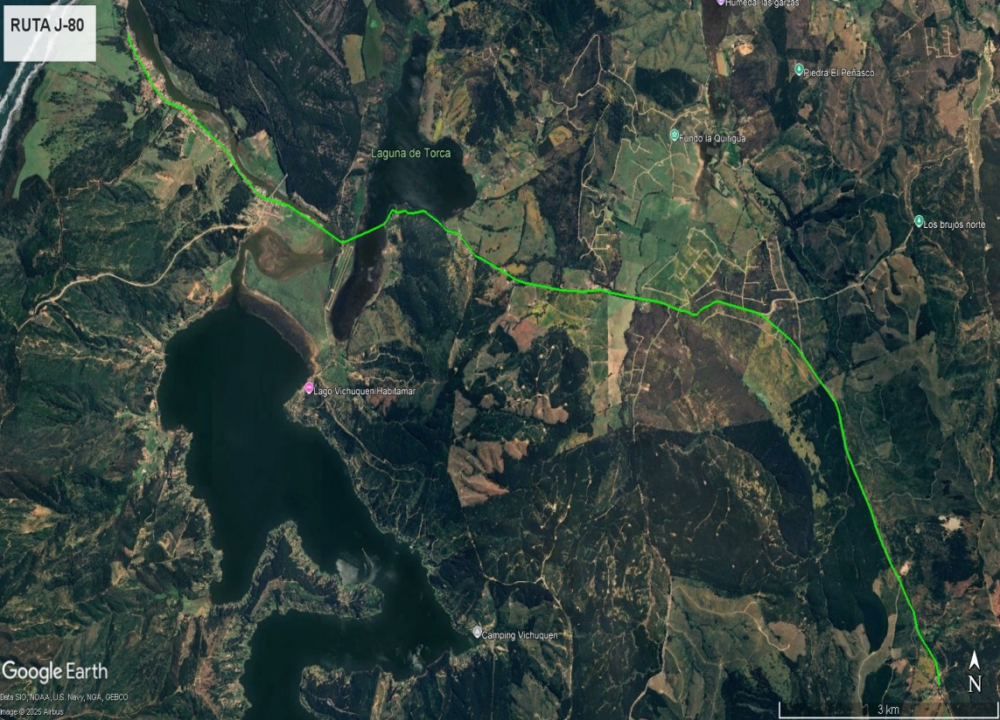 Humedal las garzas
RUTA J-80
Piedra El Peñasco
Fundo la Quirigua
Laguna de Torca
Los brujos norte
Lago Vichuquen Habitamar
Camping Vichuquen
Google Earth
Data SIO, NOAA, U.S. Navy, NGA, GEBCO
Image © 2025 Airbus
N
3 km